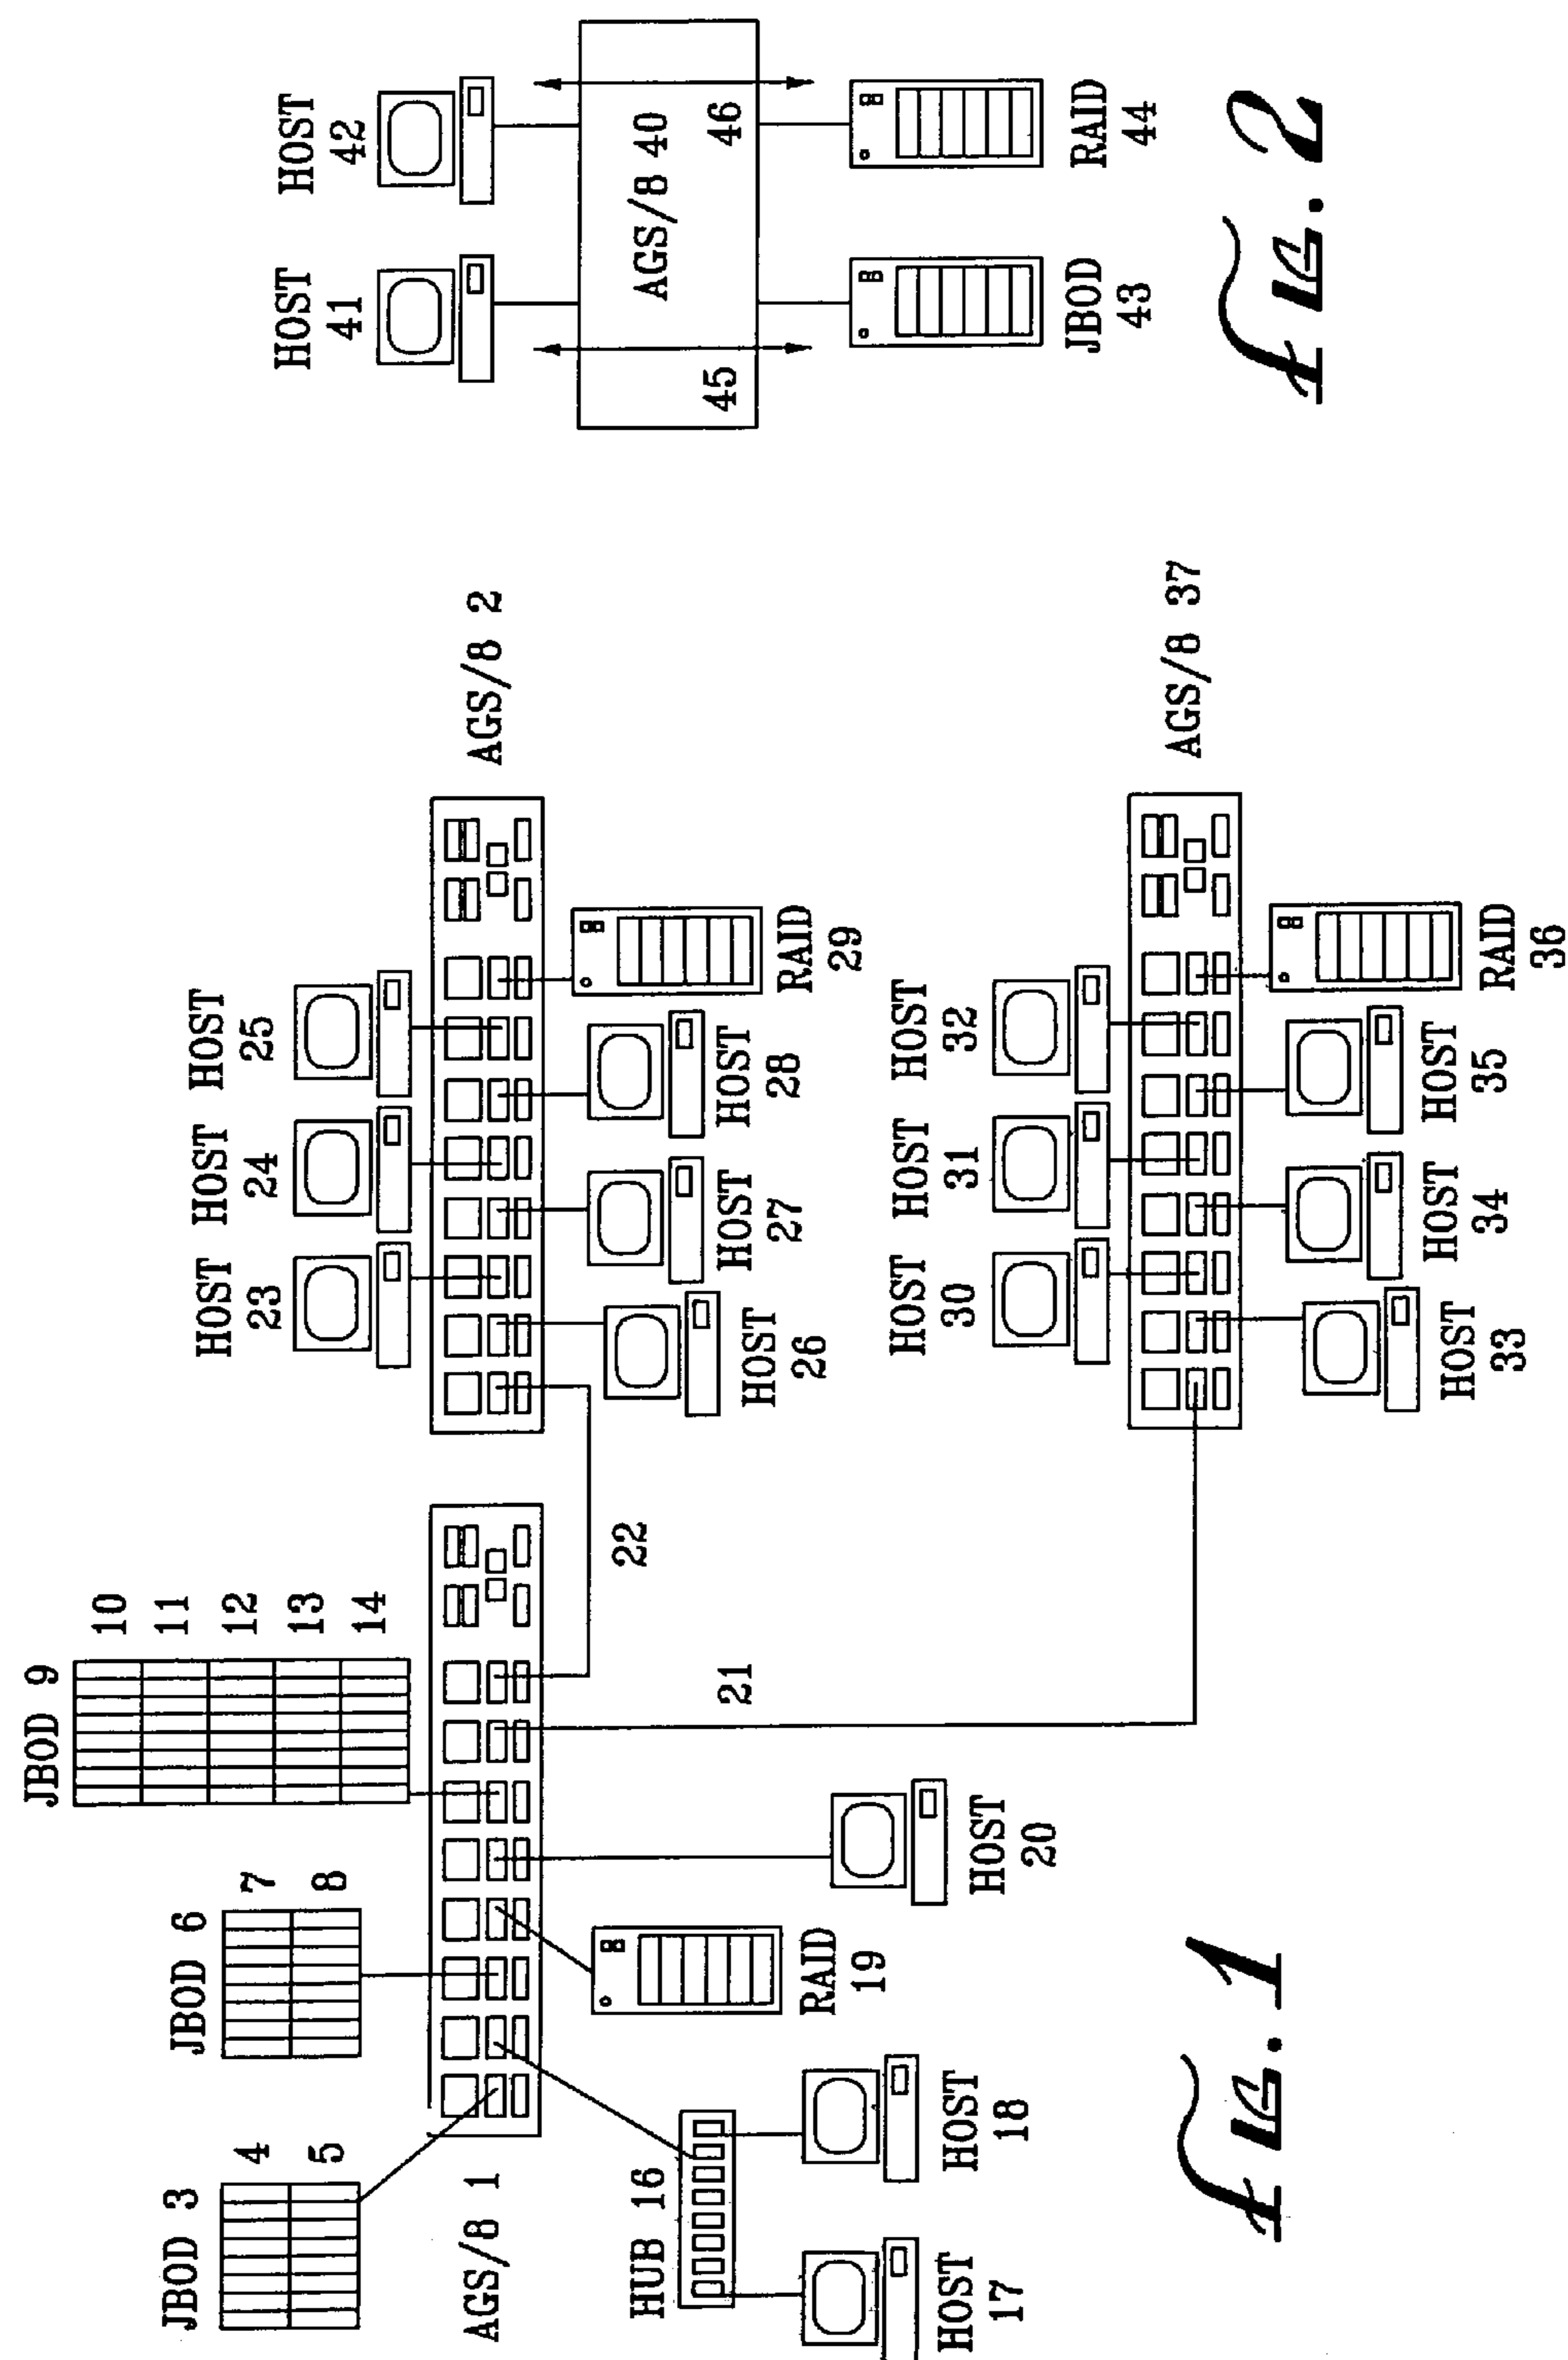 JBOD 3
4
5
JBOD 6
7
8
JBOD 9
10
11
12
13
14
AGS/8 1
HUB 16
HOST
17
HOST
18
RAID
19
HOST
20
21
22
HOST
23
HOST
24
HOST
25
AGS/8 2
HOST
26
HOST
27
HOST
28
RAID
29
HOST
30
HOST
31
HOST
32
AGS/8 37
HOST
33
HOST
34
HOST
35
RAID
36
FIG. 1
HOST
41
HOST
42
AGS/8 40
45
46
JBOD
43
RAID
44
FIG. 2